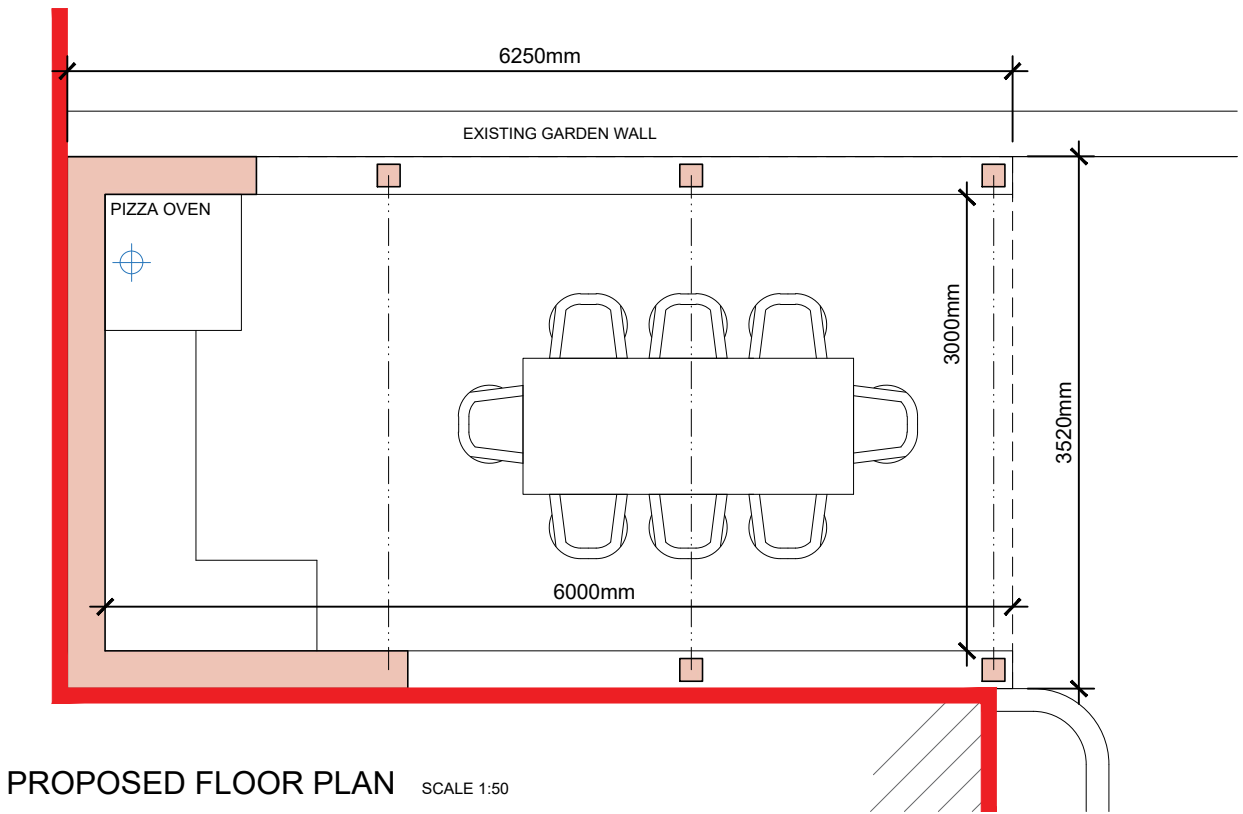 6250mm
EXISTING GARDEN WALL
PIZZA OVEN
3000mm
3520mm
6000mm
PROPOSED FLOOR PLAN SCALE 1:50